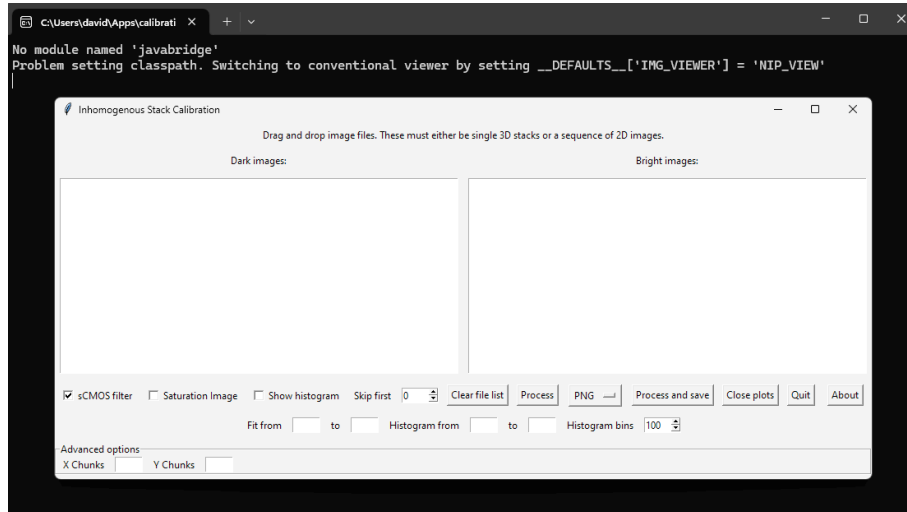 C:\Users\david\Apps\calibrati
No module named 'javabridge'
Problem setting classpath. Switching to conventional viewer by setting __DEFAULTS__['IMG_VIEWER'] = 'NIP_VIEW'
Inhomogenous Stack Calibration
Drag and drop image files. These must either be single 3D stacks or a sequence of 2D images.
Dark images: Bright images:
sCMOS filter Saturation Image Show histogram Skip first 0 Clear file list Process PNG Process and save Close plots Quit About
Fit from to Histogram from to Histogram bins 100
Advanced options
X Chunks Y Chunks